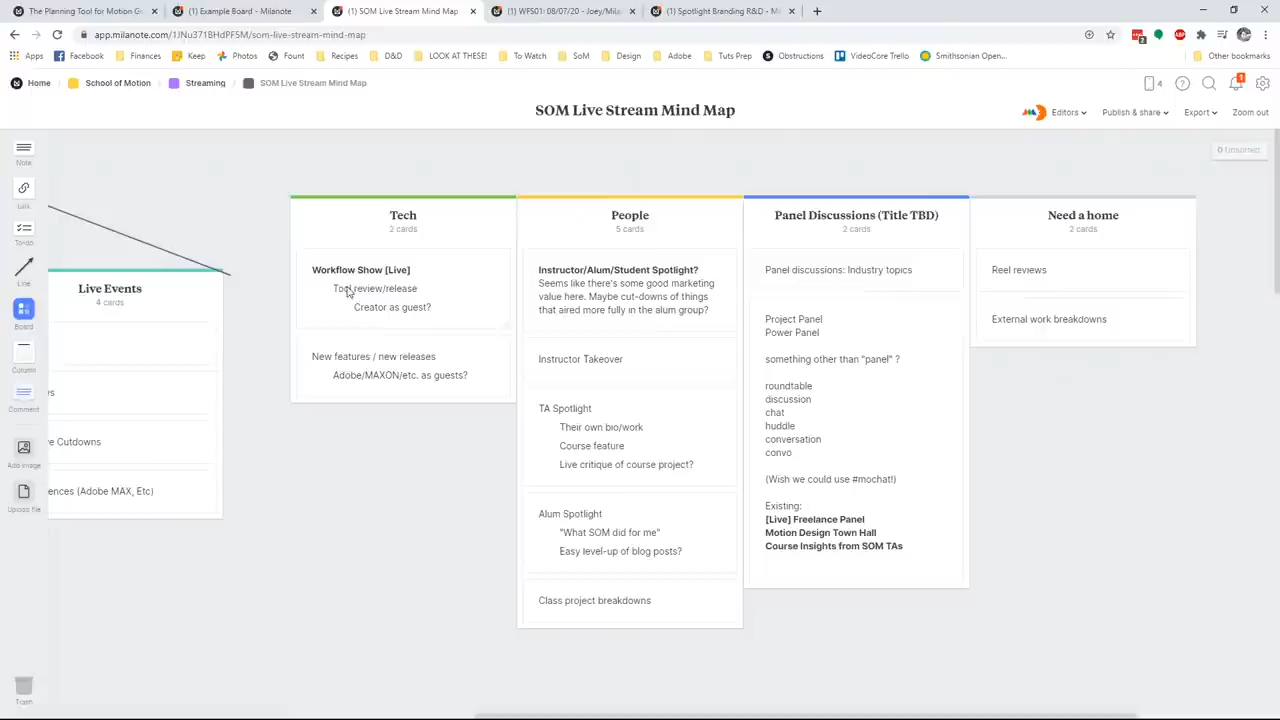 The Planning Tool for Motion G
(1) Example Board - Milanote
(1) SOM Live Stream Mind Map
(1) WFS01: 08/07/20 - Joey/Mila
(1) Spotlight Branding R&D - M
app.milanote.com/1JNu371BHdPF5M/som-live-stream-mind-map
Apps
Facebook
Finances
Keep
Photos
Fount
Recipes
D&D
LOOK AT THESE!
To Watch
SoM
Design
Adobe
Tuts Prep
Obstructions
VideoCore Trello
Smithsonian Open...
Other bookmarks
Home
School of Motion
Streaming
SOM Live Stream Mind Map
4
1
SOM Live Stream Mind Map
Editors
Publish & share
Export
Zoom out
0 Unsorted
Note
Link
To-do
Line
Board
Column
Comment
Add image
Upload file
Trash
Live Events
4 cards
ws
ve Cutdowns
ences (Adobe MAX, Etc)
Tech
2 cards
Workflow Show [Live]
Tool review/release
Creator as guest?
New features / new releases
Adobe/MAXON/etc. as guests?
People
5 cards
Instructor/Alum/Student Spotlight?
Seems like there's some good marketing
value here. Maybe cut-downs of things
that aired more fully in the alum group?
Instructor Takeover
TA Spotlight
Their own bio/work
Course feature
Live critique of course project?
Alum Spotlight
"What SOM did for me"
Easy level-up of blog posts?
Class project breakdowns
Panel Discussions (Title TBD)
2 cards
Panel discussions: Industry topics
Project Panel
Power Panel
something other than "panel" ?
roundtable
discussion
chat
huddle
conversation
convo
(Wish we could use #mochat!)
Existing:
[Live] Freelance Panel
Motion Design Town Hall
Course Insights from SOM TAs
Need a home
2 cards
Reel reviews
External work breakdowns